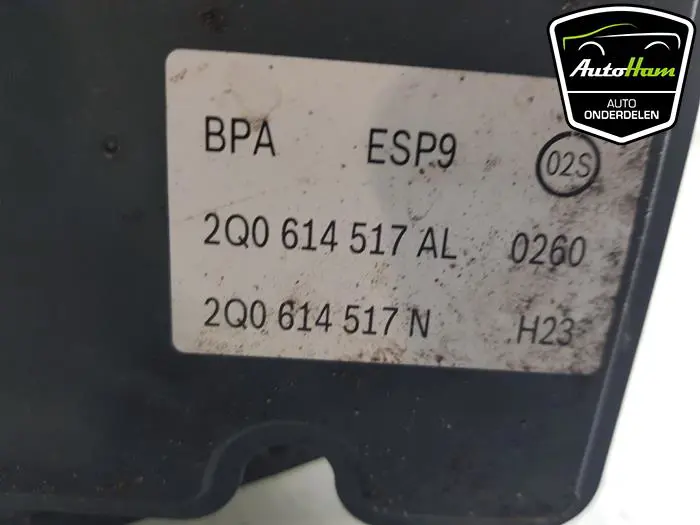 AutoHam
AUTO
ONDERDELEN
BPA ESP9 02S
2Q0 614 517 AL 0260
2Q0 614 517 N H23